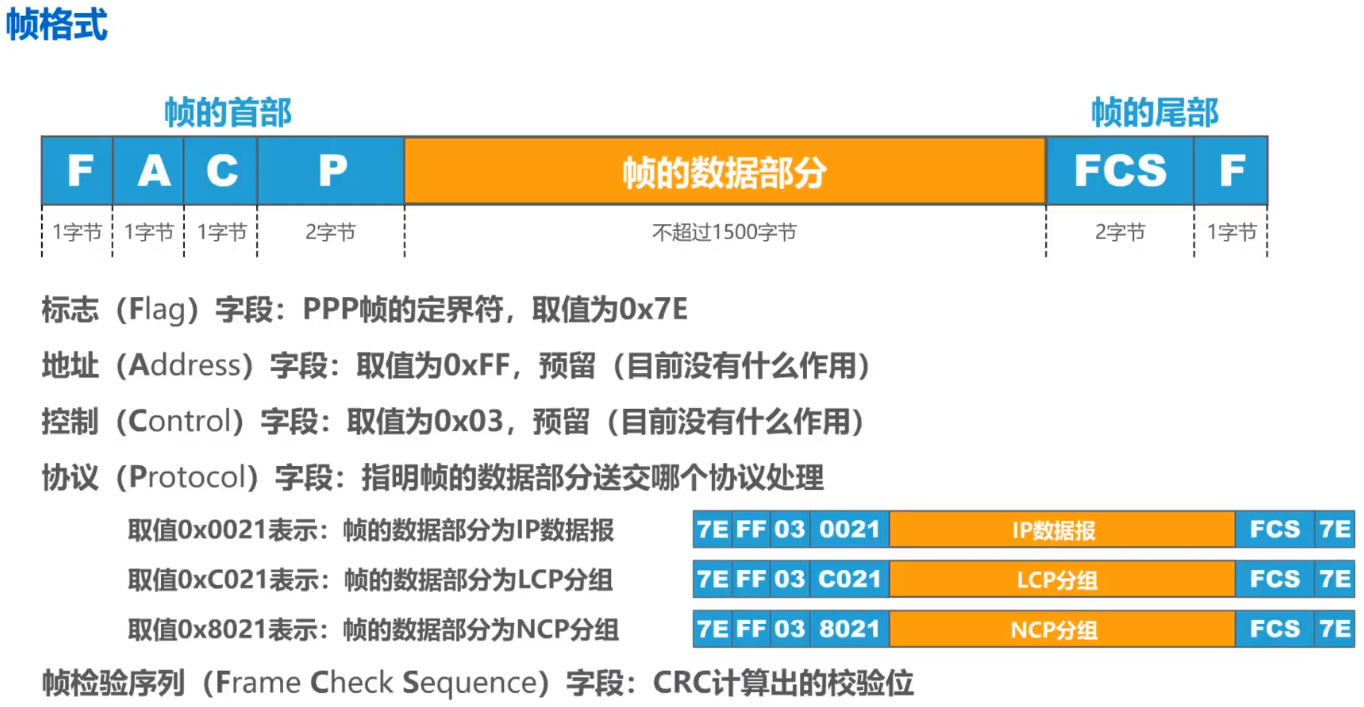 帧格式
帧的首部 帧的尾部
F A C P 帧的数据部分 FCS F
1字节 1字节 1字节 2字节 不超过1500字节 2字节 1字节
标志（Flag）字段：PPP帧的定界符，取值为0x7E
地址（Address）字段：取值为0xFF，预留（目前没有什么作用）
控制（Control）字段：取值为0x03，预留（目前没有什么作用）
协议（Protocol）字段：指明帧的数据部分送交哪个协议处理
取值0x0021表示：帧的数据部分为IP数据报 7E FF 03 0021 IP数据报 FCS 7E
取值0xC021表示：帧的数据部分为LCP分组 7E FF 03 C021 LCP分组 FCS 7E
取值0x8021表示：帧的数据部分为NCP分组 7E FF 03 8021 NCP分组 FCS 7E
帧检验序列（Frame Check Sequence）字段：CRC计算出的校验位